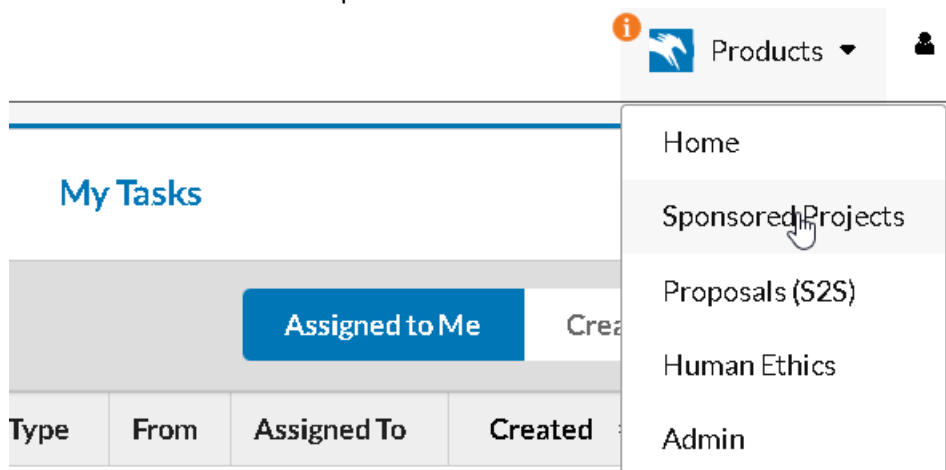 Products
Home
My Tasks
Sponsored Projects
Proposals (S2S)
Assigned to Me
Human Ethics
Type From Assigned To Created
Admin